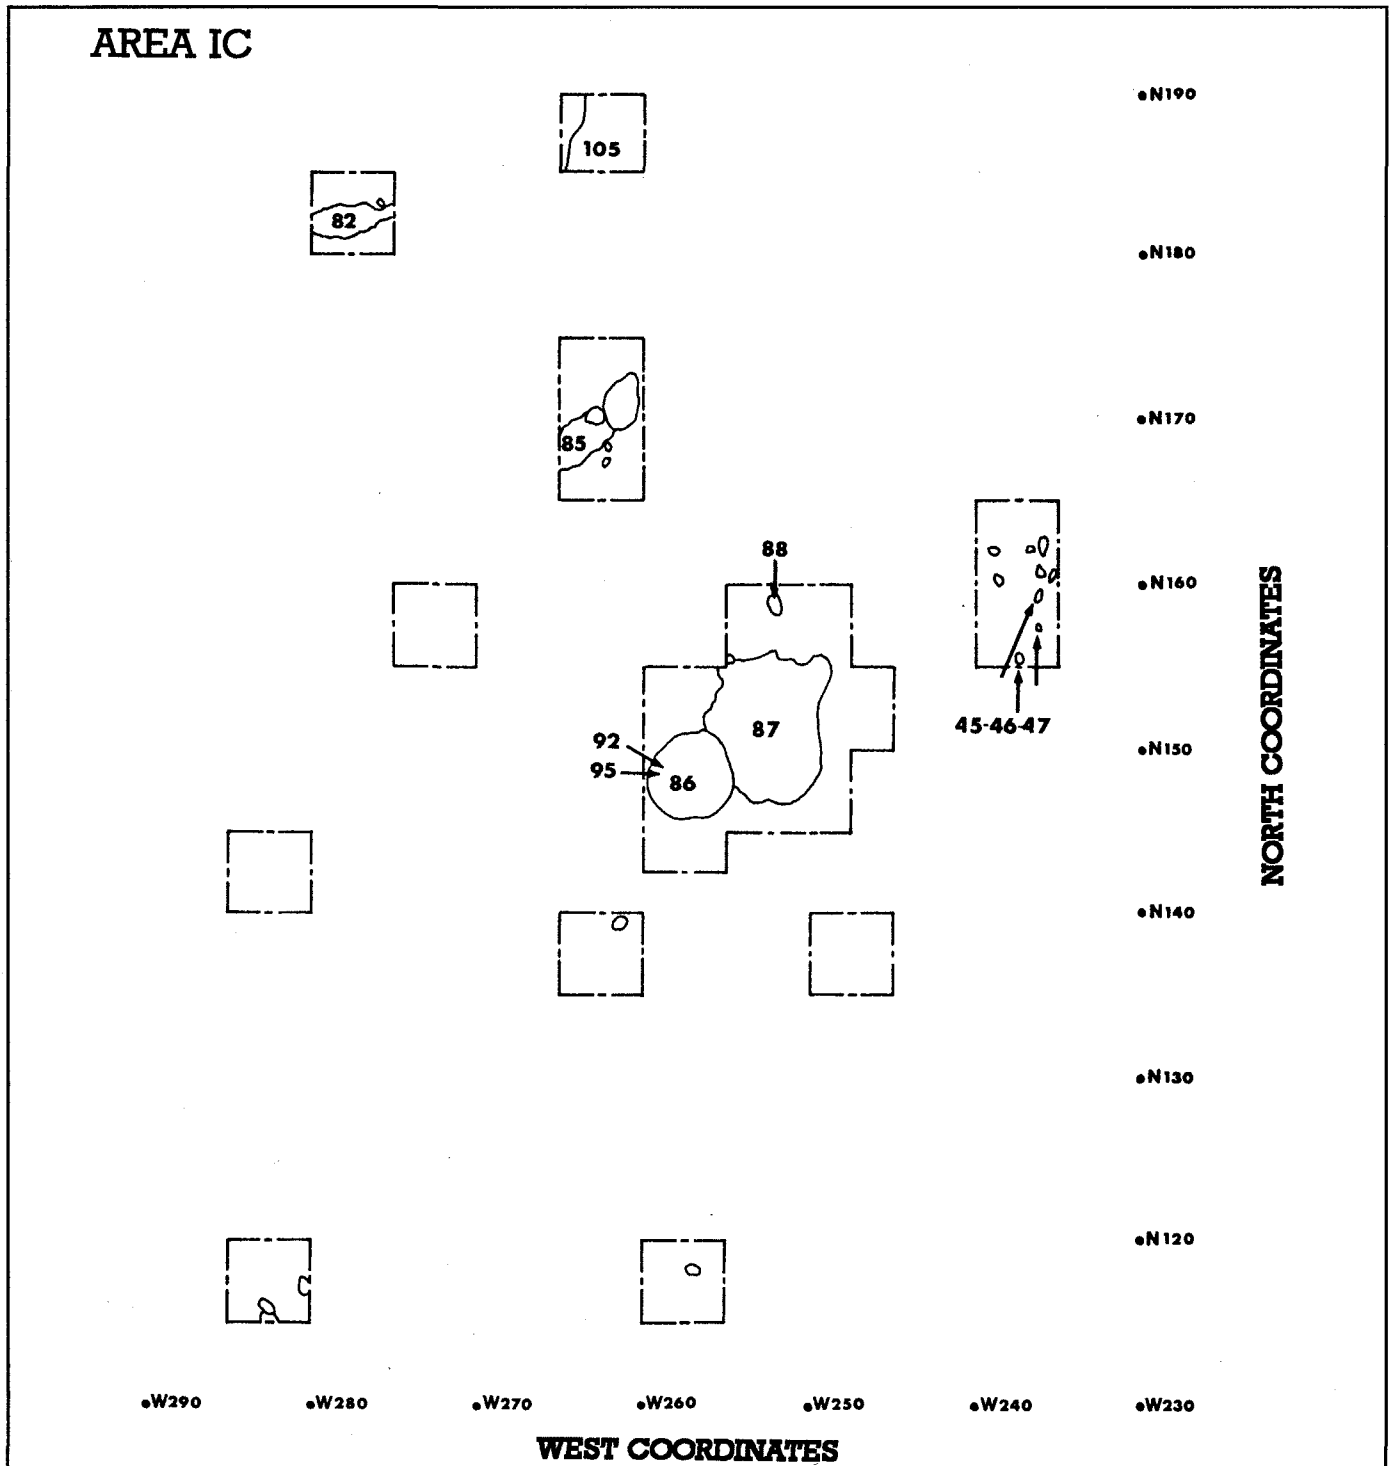 AREA IC
N190
105
82
N180
N170
85
88
N160
87
45-46-47
92
N150
95
86
N140
N130
N120
W290
W280
W270
W260
W250
W240
W230
NORTH COORDINATES
WEST COORDINATES